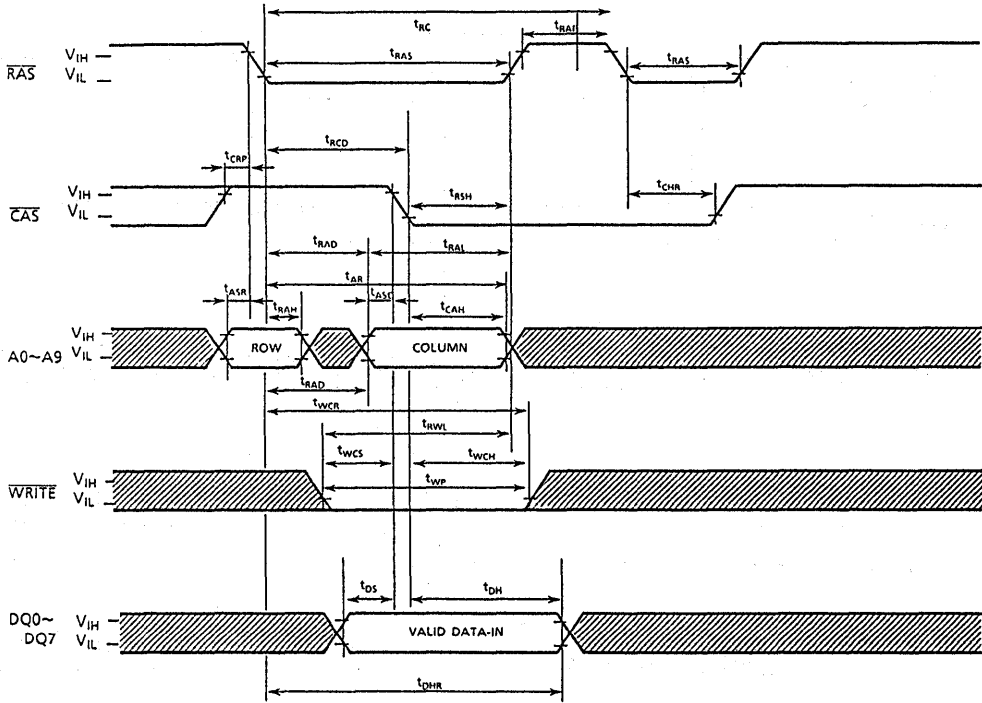 tRC
tRAS
tRAS
RAS
VIH
VIL
tRCD
tCRP
tRSH
tCHR
CAS
VIH
VIL
tRAD
tRAL
tAR
tASR
tRAH
tCAH
A0~A9
VIH
VIL
ROW
COLUMN
tRAD
tWCR
tRWL
tWCS
tWCH
tWP
WRITE
VIH
VIL
tDS
tDH
DQ0~
DQ7
VIH
VIL
VALID DATA-IN
tDHR